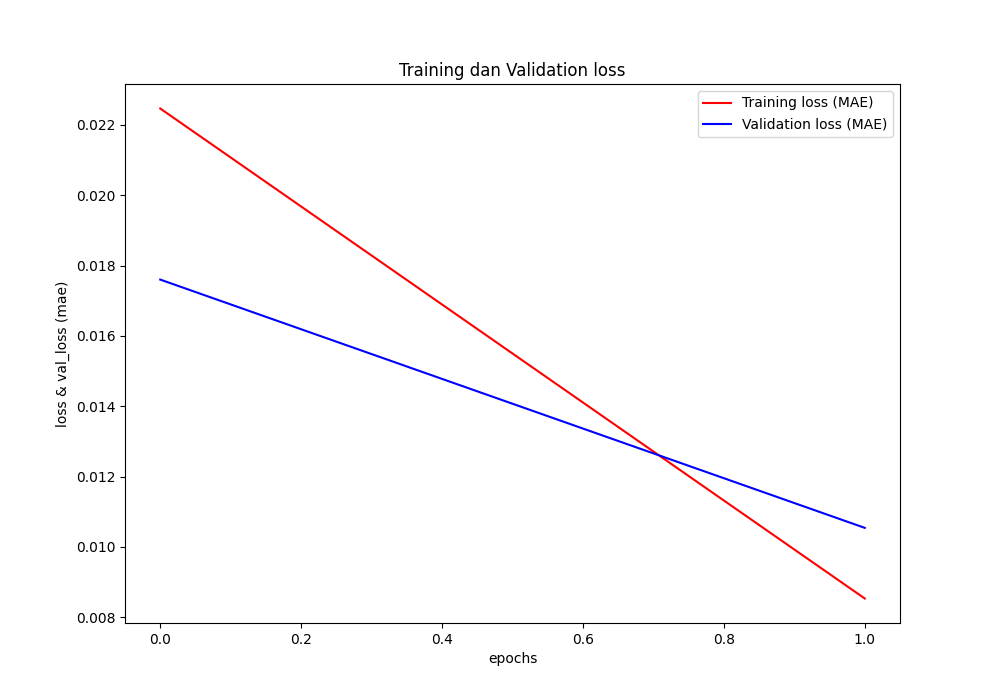 Training dan Validation loss
Training loss (MAE)
Validation loss (MAE)
0.022
0.020
0.018
0.016
0.014
0.012
0.010
0.008
loss & val_loss (mae)
0.0 0.2 0.4 0.6 0.8 1.0
epochs